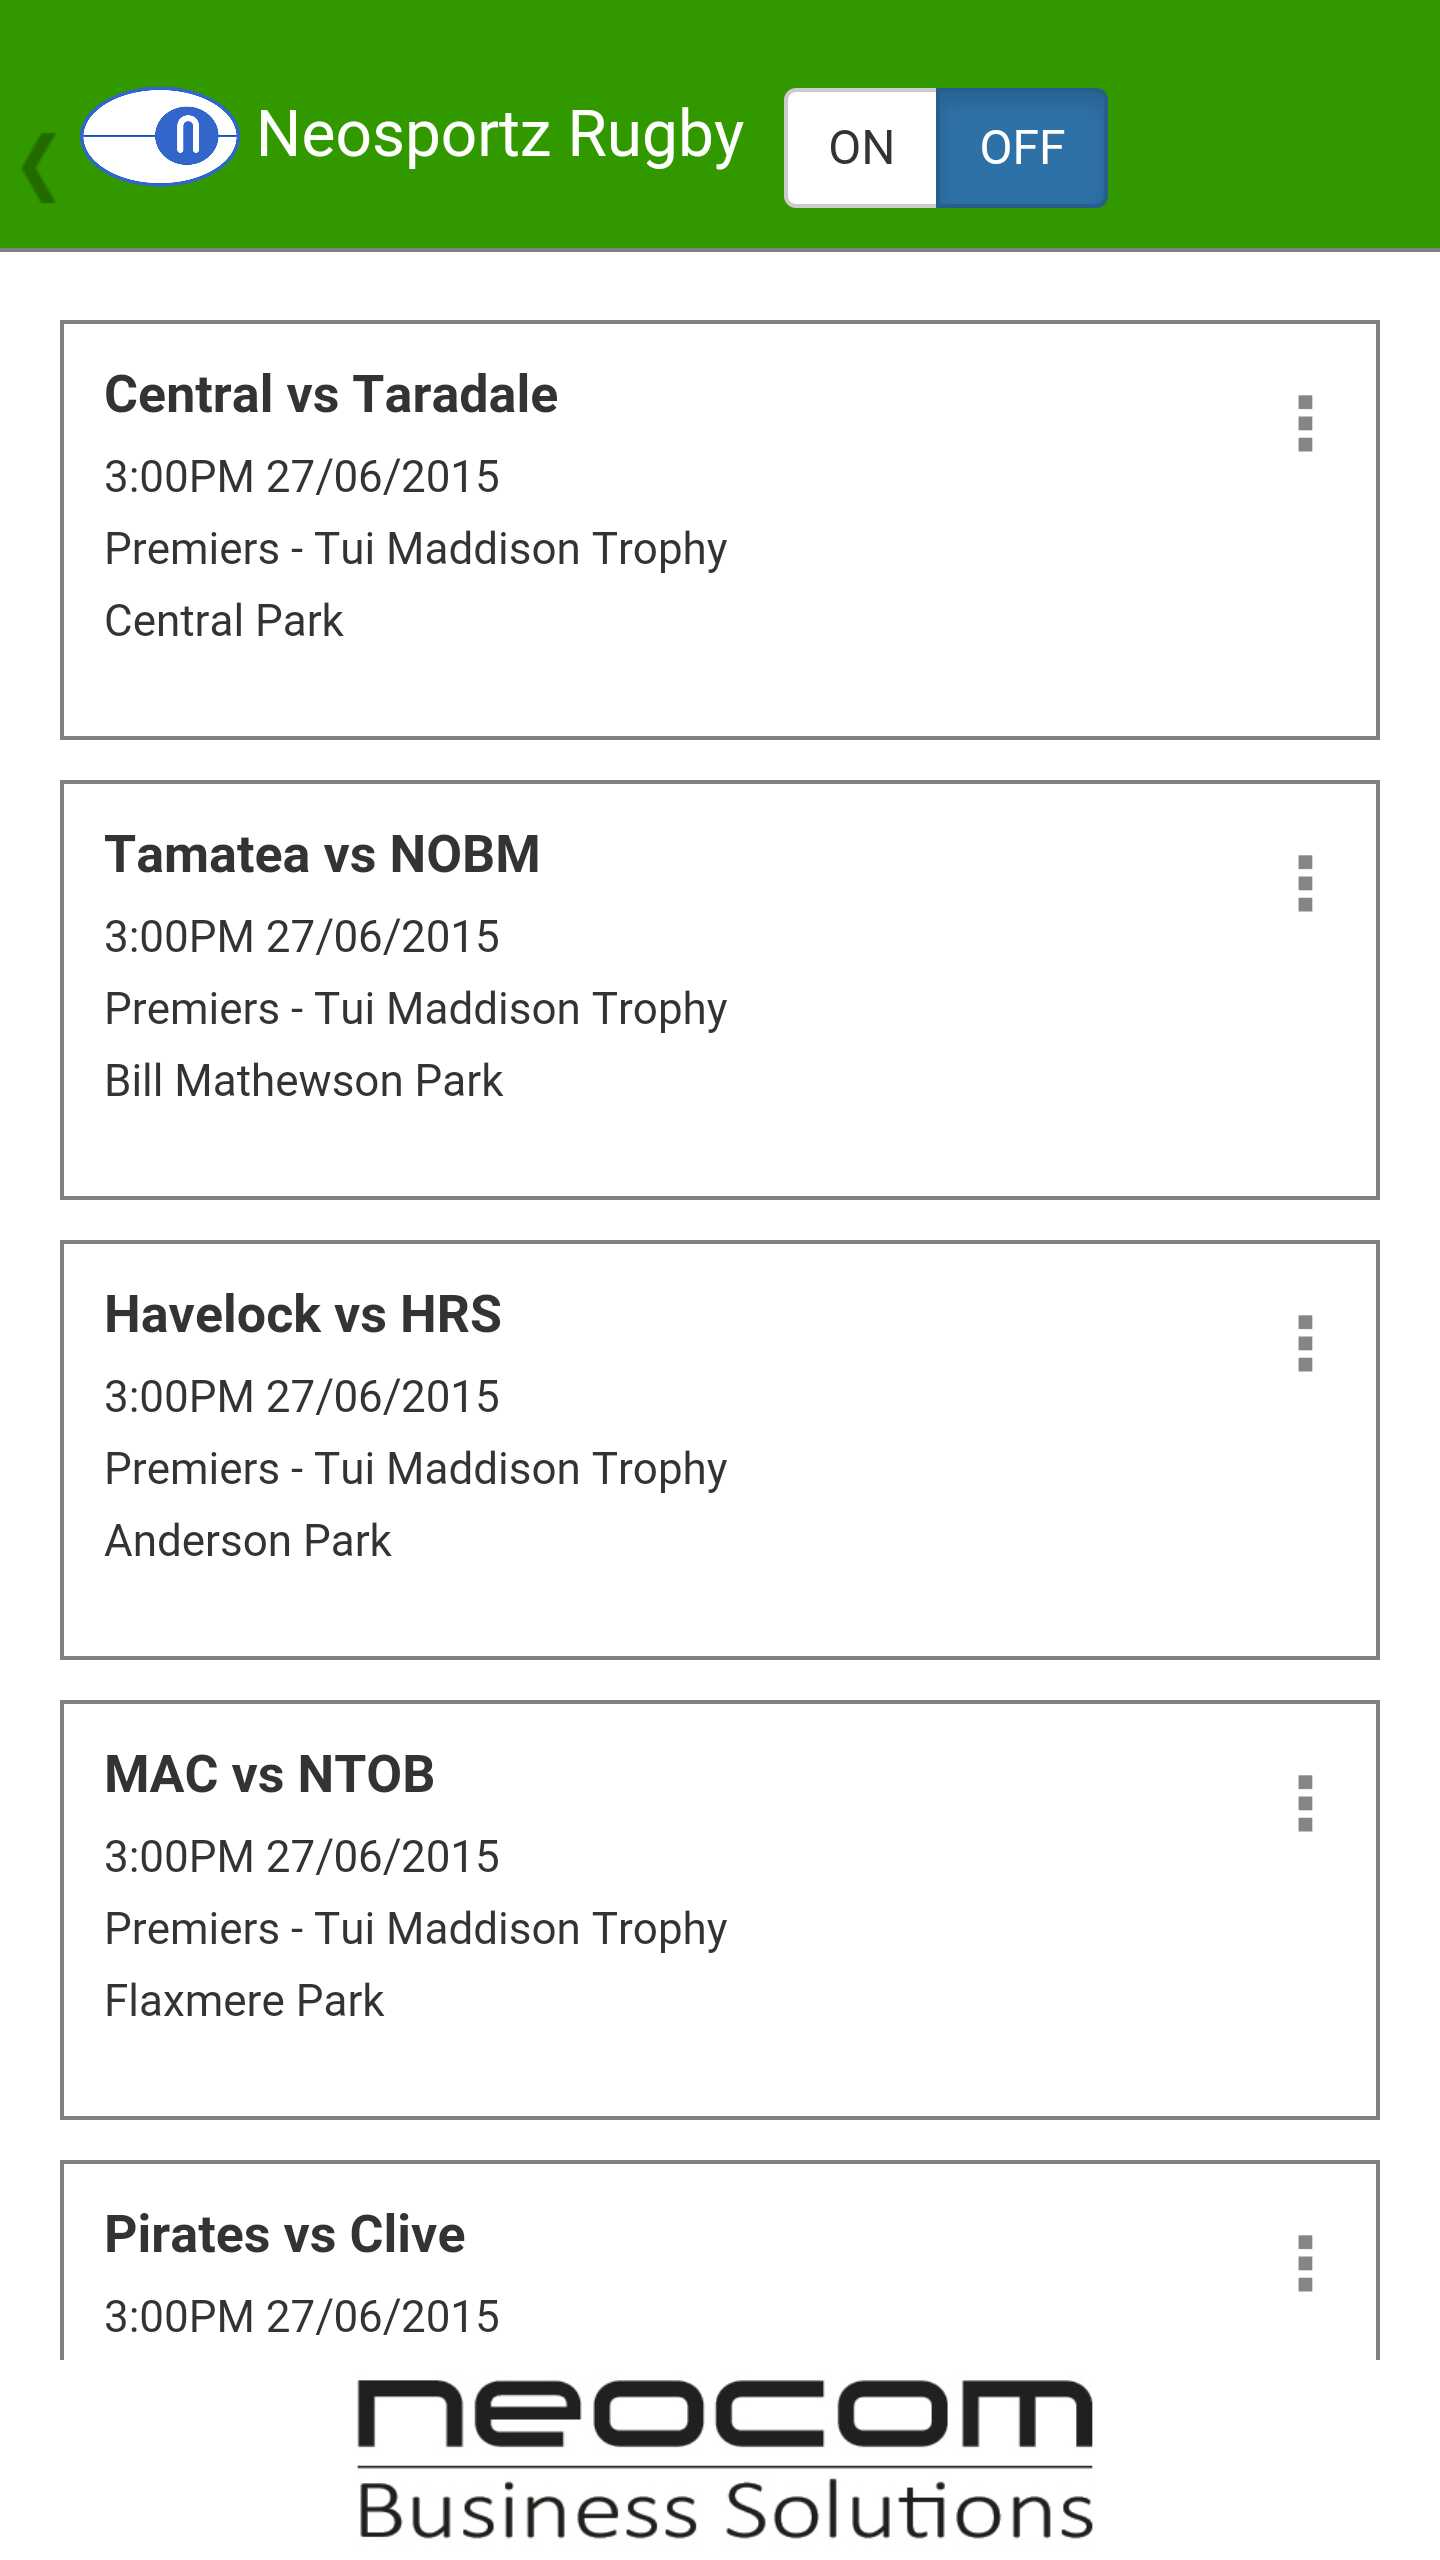 Neosportz Rugby
ON
OFF
Central vs Taradale
3:00PM 27/06/2015
Premiers - Tui Maddison Trophy
Central Park
Tamatea vs NOBM
3:00PM 27/06/2015
Premiers - Tui Maddison Trophy
Bill Mathewson Park
Havelock vs HRS
3:00PM 27/06/2015
Premiers - Tui Maddison Trophy
Anderson Park
MAC vs NTOB
3:00PM 27/06/2015
Premiers - Tui Maddison Trophy
Flaxmere Park
Pirates vs Clive
3:00PM 27/06/2015
neocom
Business Solutions